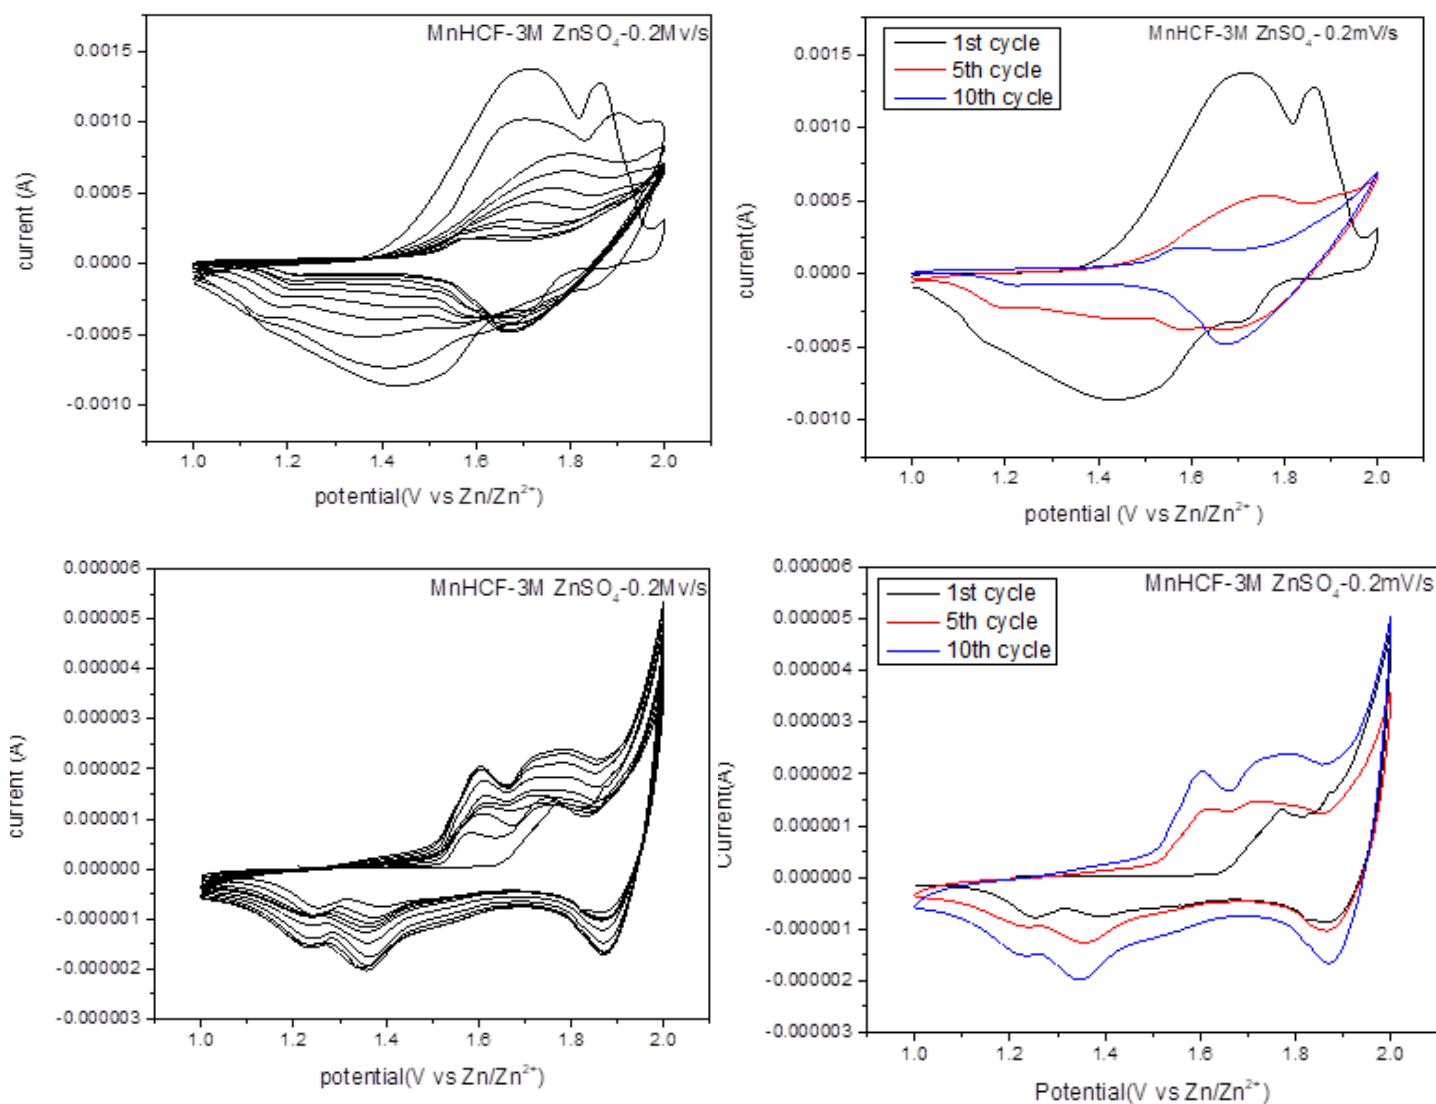 MnHCF-3M ZnSO₄-0.2Mv/s
0.0015
0.0010
0.0005
0.0000
-0.0005
-0.0010
current (A)
1.0 1.2 1.4 1.6 1.8 2.0
potential(V vs Zn/Zn²⁺)
MnHCF-3M ZnSO₄-0.2mV/s
1st cycle
5th cycle
10th cycle
0.0015
0.0010
0.0005
0.0000
-0.0005
-0.0010
current(A)
1.0 1.2 1.4 1.6 1.8 2.0
potential (V vs Zn/Zn²⁺ )
MnHCF-3M ZnSO₄-0.2Mv/s
0.000006
0.000005
0.000004
0.000003
0.000002
0.000001
0.000000
-0.000001
-0.000002
-0.000003
current (A)
1.0 1.2 1.4 1.6 1.8 2.0
potential(V vs Zn/Zn²⁺)
MnHCF-3M ZnSO₄-0.2mV/s
1st cycle
5th cycle
10th cycle
0.000006
0.000005
0.000004
0.000003
0.000002
0.000001
0.000000
-0.000001
-0.000002
-0.000003
Current(A)
1.0 1.2 1.4 1.6 1.8 2.0
Potential(V vs Zn/Zn²⁺)